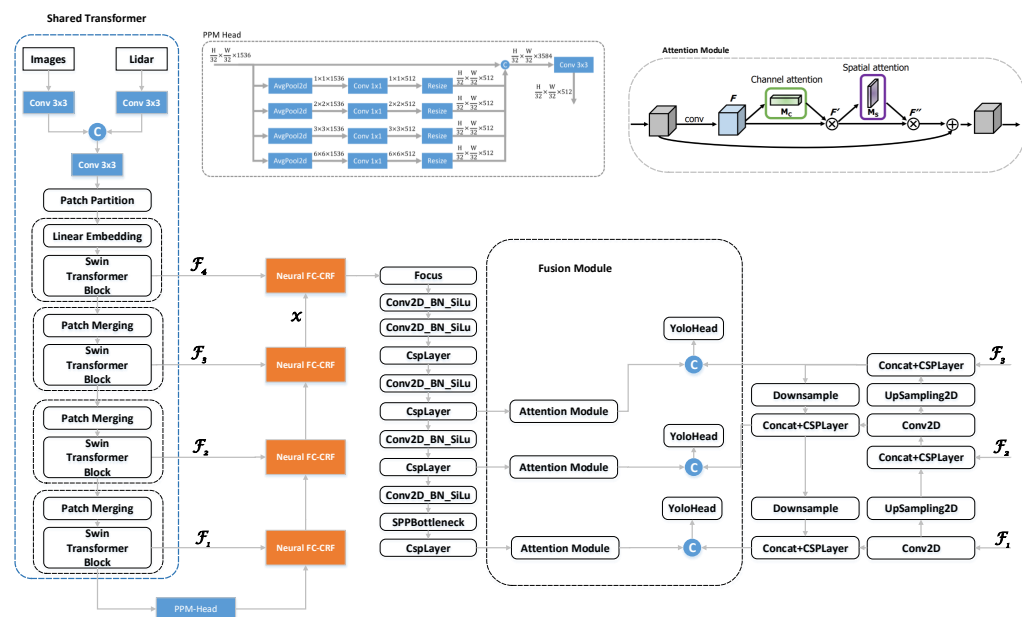 Shared Transformer
Images
Lidar
Conv 3x3
Conv 3x3
C
Conv 3x3
Patch Partition
Linear Embedding
Swin
Transformer
Block
Patch Merging
Swin
Transformer
Block
Patch Merging
Swin
Transformer
Block
Patch Merging
Swin
Transformer
Block
PPM-Head
PPM Head
H/32 × W/32 ×1536
AvgPool2d
1×1×1536
Conv 1x1
1×1×512
Resize
H/32 × W/32 ×512
AvgPool2d
2×2×1536
Conv 1x1
2×2×512
Resize
H/32 × W/32 ×512
AvgPool2d
3×3×1536
Conv 1x1
3×3×512
Resize
H/32 × W/32 ×512
AvgPool2d
6×6×1536
Conv 1x1
6×6×512
Resize
H/32 × W/32 ×512
C
H/32 × W/32 ×3584
Conv 3x3
H/32 × W/32 ×512
Attention Module
conv
F
Channel attention
M_C
F'
Spatial attention
M_S
F''
F_4
F_3
F_2
F_1
Neural FC-CRF
x
Neural FC-CRF
Neural FC-CRF
Neural FC-CRF
Focus
Conv2D_BN_SiLu
Conv2D_BN_SiLu
CspLayer
Conv2D_BN_SiLu
CspLayer
Conv2D_BN_SiLu
CspLayer
Conv2D_BN_SiLu
SPPBottleneck
CspLayer
Fusion Module
Attention Module
YoloHead
C
Attention Module
YoloHead
C
Attention Module
YoloHead
C
Downsample
Concat+CSPLayer
Downsample
Concat+CSPLayer
Concat+CSPLayer
UpSampling2D
Conv2D
Concat+CSPLayer
UpSampling2D
Conv2D
F_3
F_2
F_1